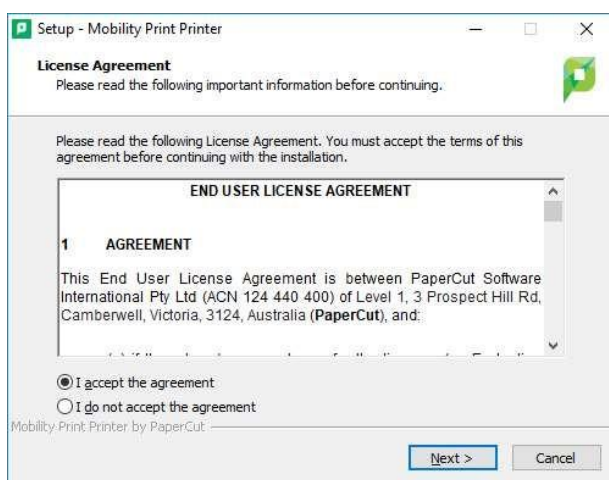 Setup - Mobility Print Printer
License Agreement
Please read the following important information before continuing.
Please read the following License Agreement. You must accept the terms of this
agreement before continuing with the installation.
END USER LICENSE AGREEMENT
1 AGREEMENT
This End User License Agreement is between PaperCut Software
International Pty Ltd (ACN 124 440 400) of Level 1, 3 Prospect Hill Rd,
Camberwell, Victoria, 3124, Australia (PaperCut), and:
I accept the agreement
I do not accept the agreement
Mobility Print Printer by PaperCut
Next >
Cancel